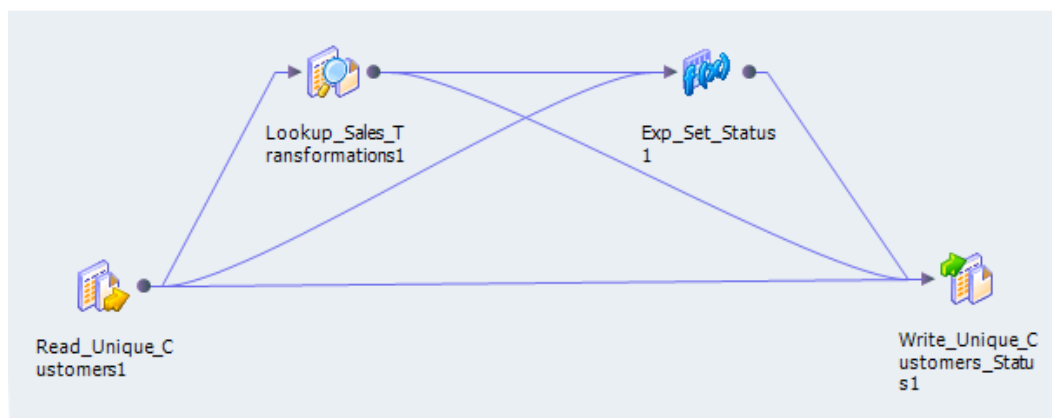 Lookup_Sales_T
ransformations1
Exp_Set_Status
1
Read_Unique_C
ustomers1
Write_Unique_C
ustomers_Statu
s1